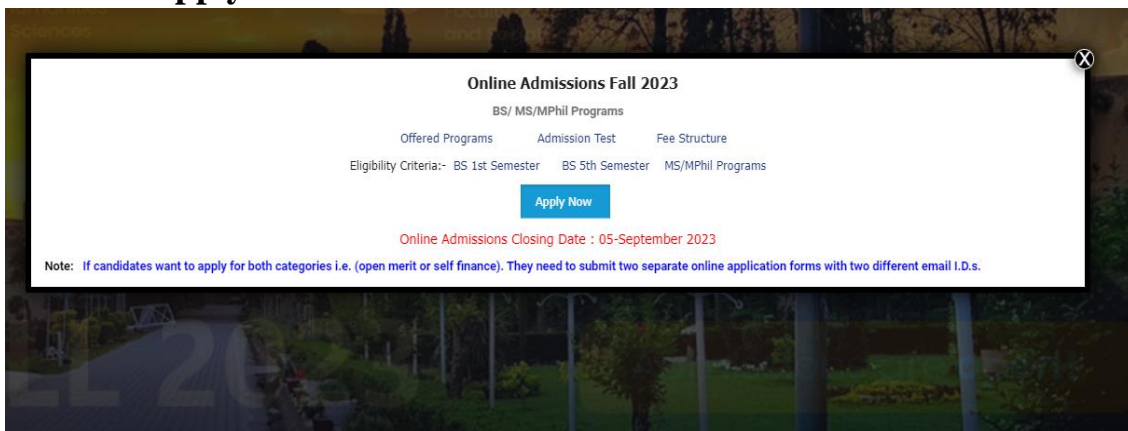 Sciences
X
Online Admissions Fall 2023
BS/ MS/MPhil Programs
Offered Programs Admission Test Fee Structure
Eligibility Criteria:- BS 1st Semester BS 5th Semester MS/MPhil Programs
Apply Now
Online Admissions Closing Date : 05-September 2023
Note: If candidates want to apply for both categories i.e. (open merit or self finance). They need to submit two separate online application forms with two different email I.D.s.